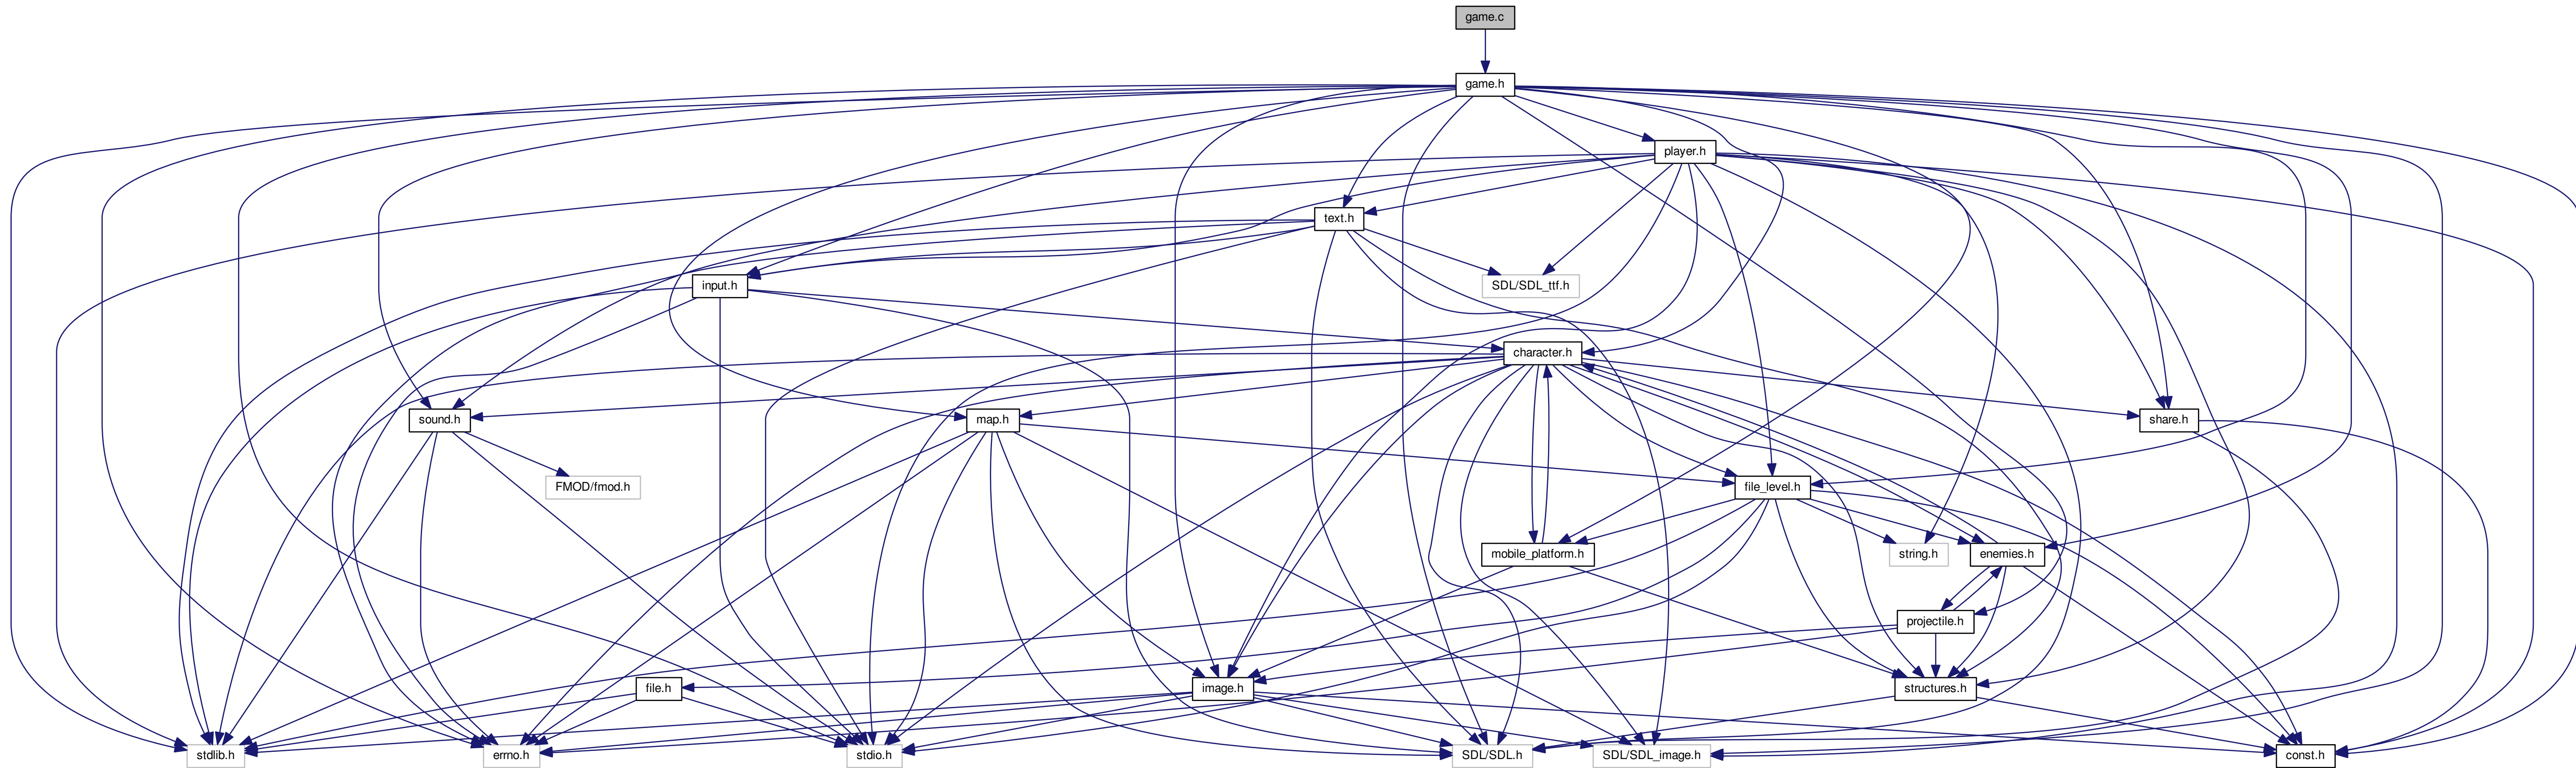 game.c
game.h
player.h
text.h
input.h
SDL/SDL_ttf.h
character.h
sound.h
map.h
share.h
FMOD/fmod.h
file_level.h
mobile_platform.h
string.h
enemies.h
projectile.h
file.h
image.h
structures.h
stdlib.h
errno.h
stdio.h
SDL/SDL.h
SDL/SDL_image.h
const.h